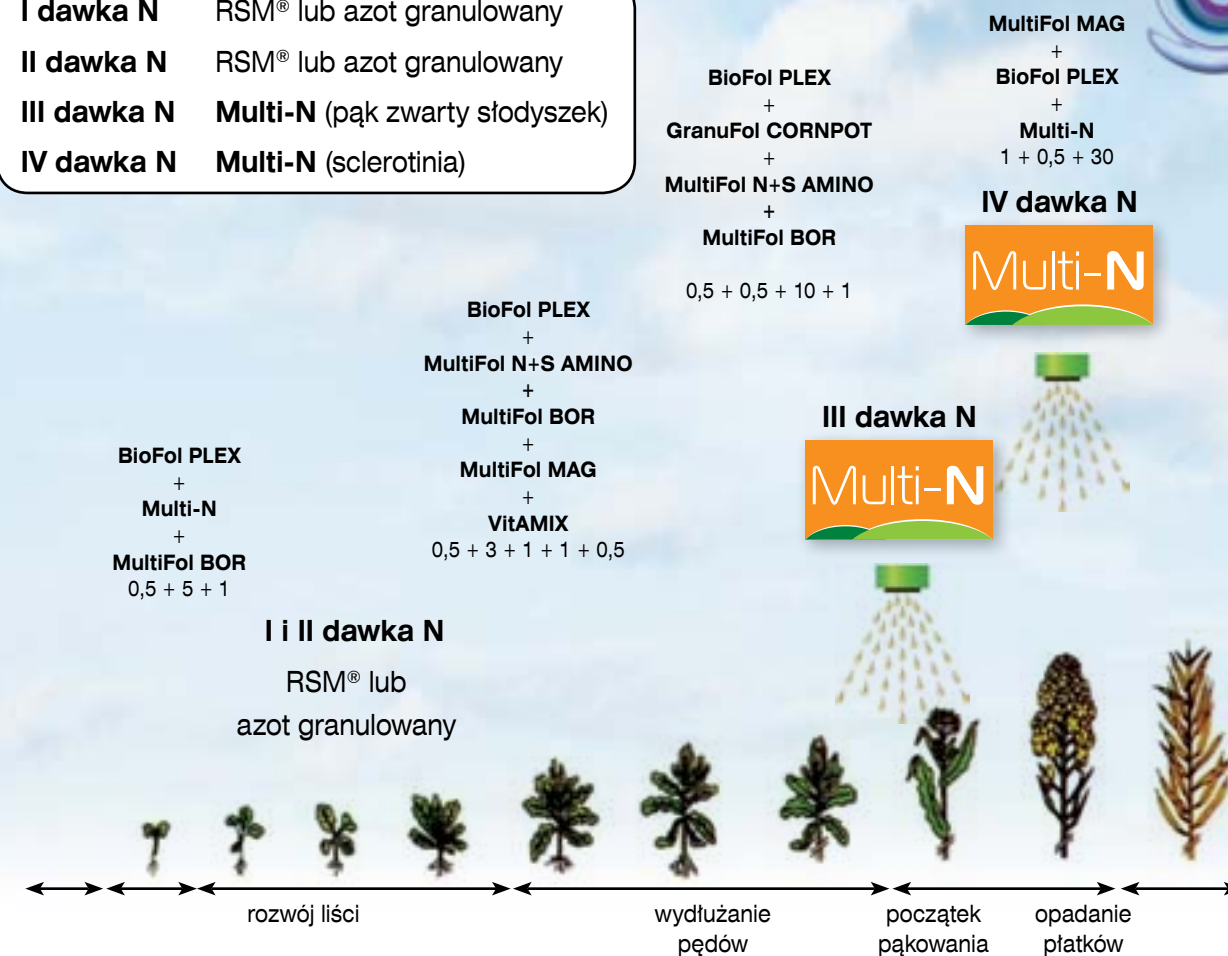 I dawka N RSM® lub azot granulowany
II dawka N RSM® lub azot granulowany
III dawka N Multi-N (pąk zwarty słodyszek)
IV dawka N Multi-N (sclerotinia)
BioFol PLEX
+
Multi-N
+
MultiFol BOR
0,5 + 5 + 1
I i II dawka N
RSM® lub
azot granulowany
BioFol PLEX
+
MultiFol N+S AMINO
+
MultiFol BOR
+
MultiFol MAG
+
VitAMIX
0,5 + 3 + 1 + 1 + 0,5
BioFol PLEX
+
GranuFol CORNPOT
+
MultiFol N+S AMINO
+
MultiFol BOR
0,5 + 0,5 + 10 + 1
III dawka N
Multi-N
MultiFol MAG
+
BioFol PLEX
+
Multi-N
1 + 0,5 + 30
IV dawka N
Multi-N
rozwój liści
wydłużanie
pędów
początek
pąkowania
opadanie
płatków